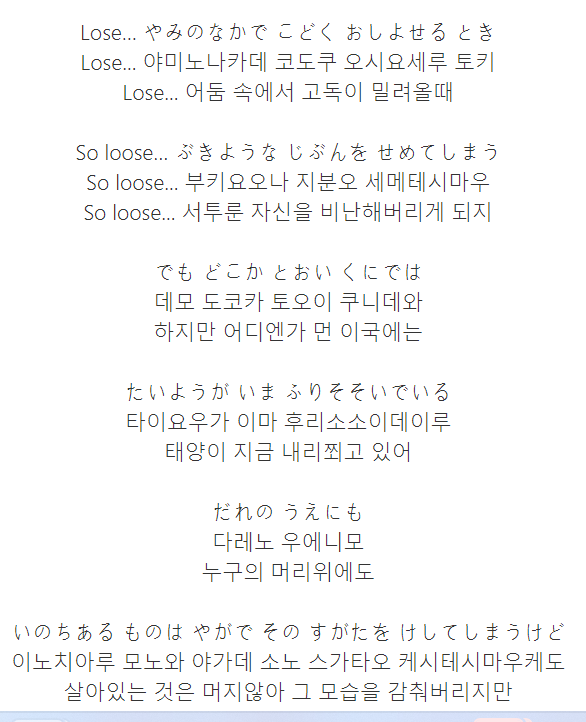 Lose... やみのなかで こどく おしよせる とき
Lose... 야미노나카데 코도쿠 오시요세루 토키
Lose... 어둠 속에서 고독이 밀려올때
So loose... ぶきような じぶんを せめてしまう
So loose... 부키요오나 지분오 세메테시마우
So loose... 서투룬 자신을 비난해버리게 되지
でも どこか とおい くにでは
데모 도코카 토오이 쿠니데와
하지만 어디엔가 먼 이국에는
たいようが いま ふりそそいでいる
타이요우가 이마 후리소소이데이루
태양이 지금 내리쬐고 있어
だれの うえにも
다레노 우에니모
누구의 머리위에도
いのちある ものは やがで その すがたを けしてしまうけど
이노치아루 모노와 야가데 소노 스가타오 케시테시마우케도
살아있는 것은 머지않아 그 모습을 감춰버리지만